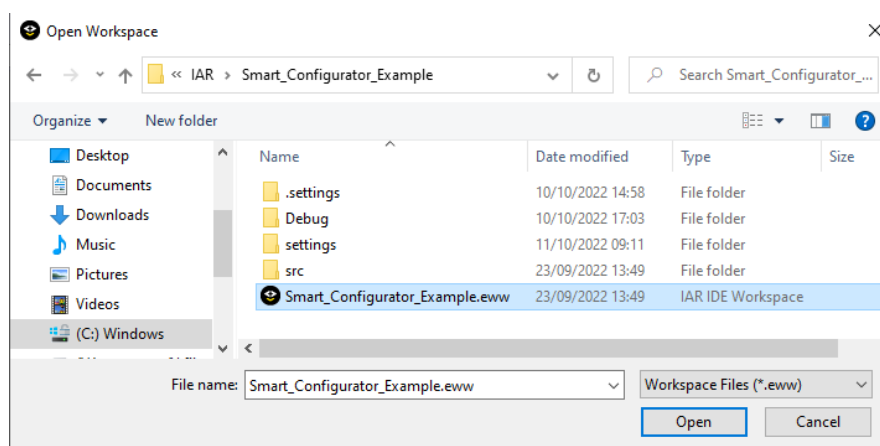 Open Workspace
« IAR > Smart_Configurator_Example
Search Smart_Configurator_...
Organize New folder
Name Date modified Type Size
Desktop
Documents
Downloads
Music
Pictures
Videos
(C:) Windows
.settings 10/10/2022 14:58 File folder
Debug 10/10/2022 17:03 File folder
settings 11/10/2022 09:11 File folder
src 23/09/2022 13:49 File folder
Smart_Configurator_Example.eww 23/09/2022 13:49 IAR IDE Workspace
File name: Smart_Configurator_Example.eww Workspace Files (*.eww)
Open Cancel